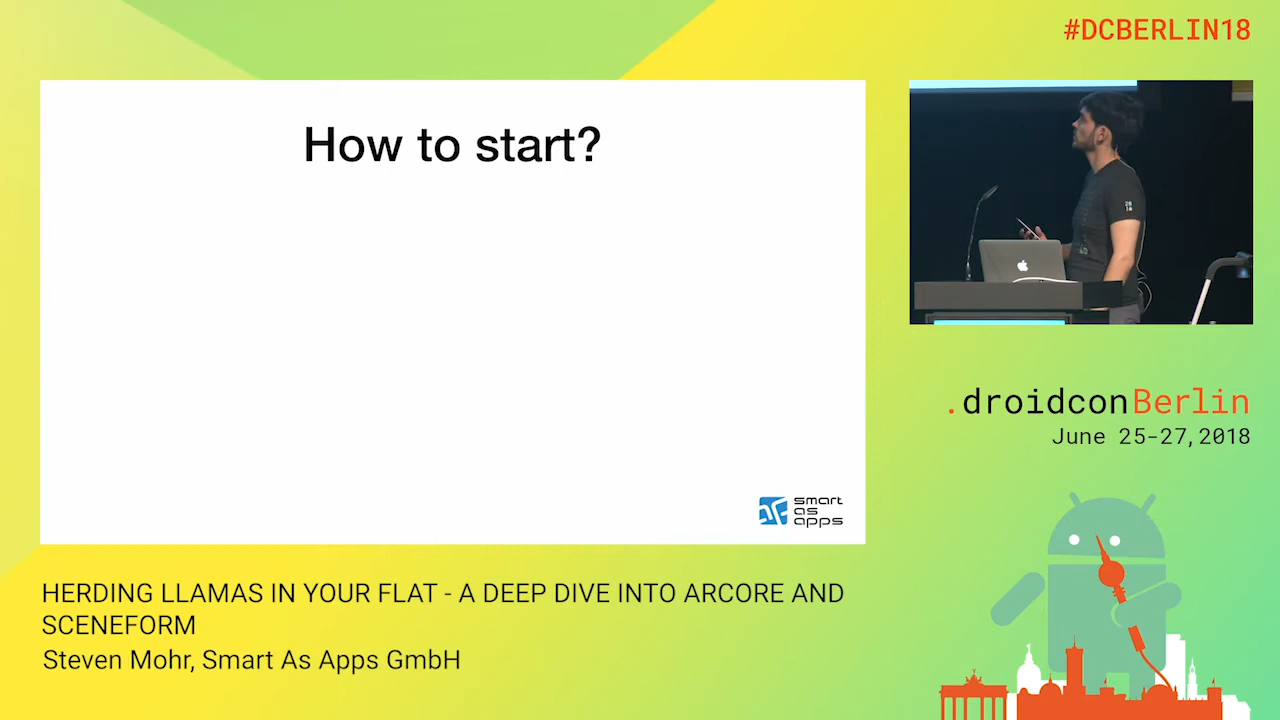 #DCBERLIN18
How to start?
smart
as
apps
.droidconBerlin
June 25-27,2018
HERDING LLAMAS IN YOUR FLAT - A DEEP DIVE INTO ARCORE AND
SCENEFORM
Steven Mohr, Smart As Apps GmbH